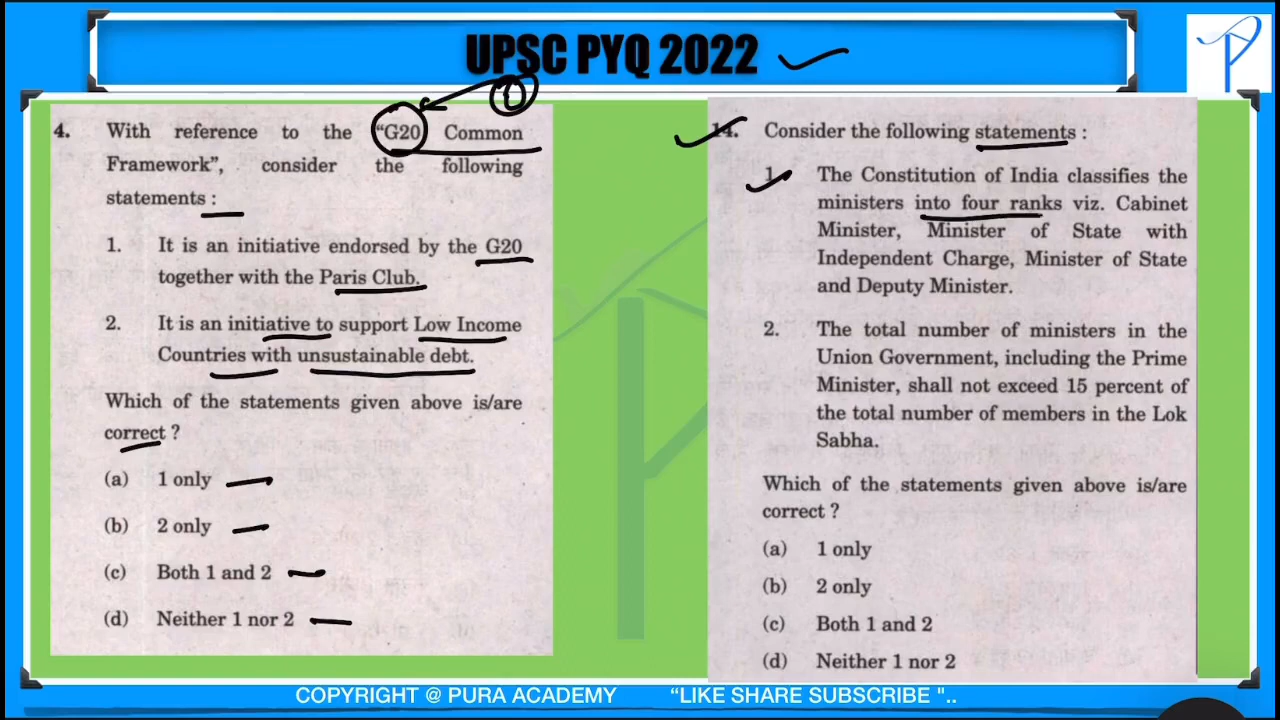 UPSC PYQ 2022
1
4. With reference to the "G20 Common
Framework", consider the following
statements :
1. It is an initiative endorsed by the G20
together with the Paris Club.
2. It is an initiative to support Low Income
Countries with unsustainable debt.
Which of the statements given above is/are
correct ?
(a) 1 only
(b) 2 only
(c) Both 1 and 2
(d) Neither 1 nor 2
14. Consider the following statements :
1. The Constitution of India classifies the
ministers into four ranks viz. Cabinet
Minister, Minister of State with
Independent Charge, Minister of State
and Deputy Minister.
2. The total number of ministers in the
Union Government, including the Prime
Minister, shall not exceed 15 percent of
the total number of members in the Lok
Sabha.
Which of the statements given above is/are
correct ?
(a) 1 only
(b) 2 only
(c) Both 1 and 2
(d) Neither 1 nor 2
COPYRIGHT @ PURA ACADEMY “LIKE SHARE SUBSCRIBE "..